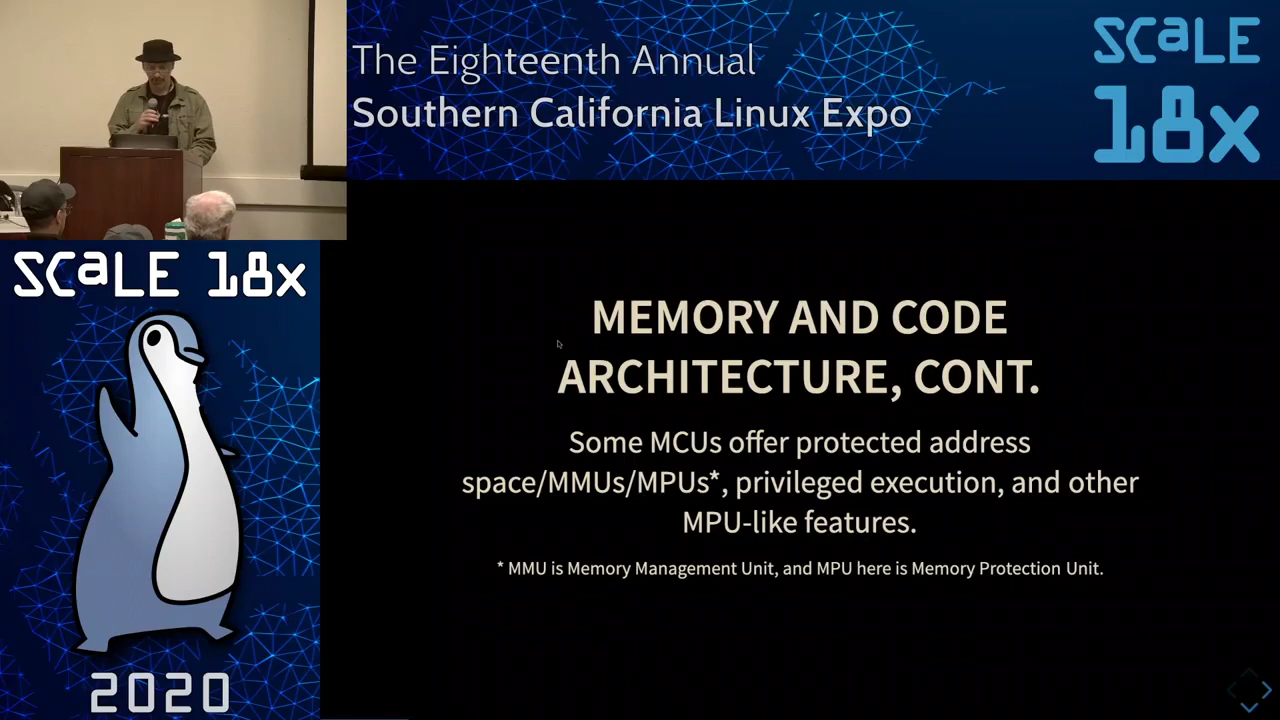 The Eighteenth Annual
Southern California Linux Expo
SCaLE
18x
SCaLE 18x
2020
MEMORY AND CODE
ARCHITECTURE, CONT.
Some MCUs offer protected address
space/MMUs/MPUs*, privileged execution, and other
MPU-like features.
* MMU is Memory Management Unit, and MPU here is Memory Protection Unit.